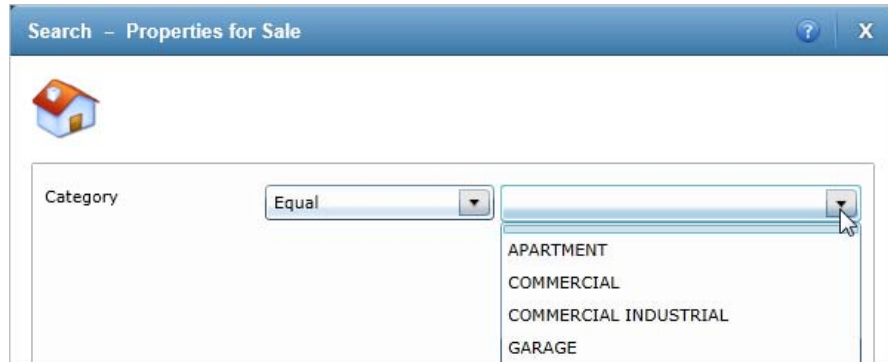 Search – Properties for Sale ? X
Category Equal
APARTMENT
COMMERCIAL
COMMERCIAL INDUSTRIAL
GARAGE